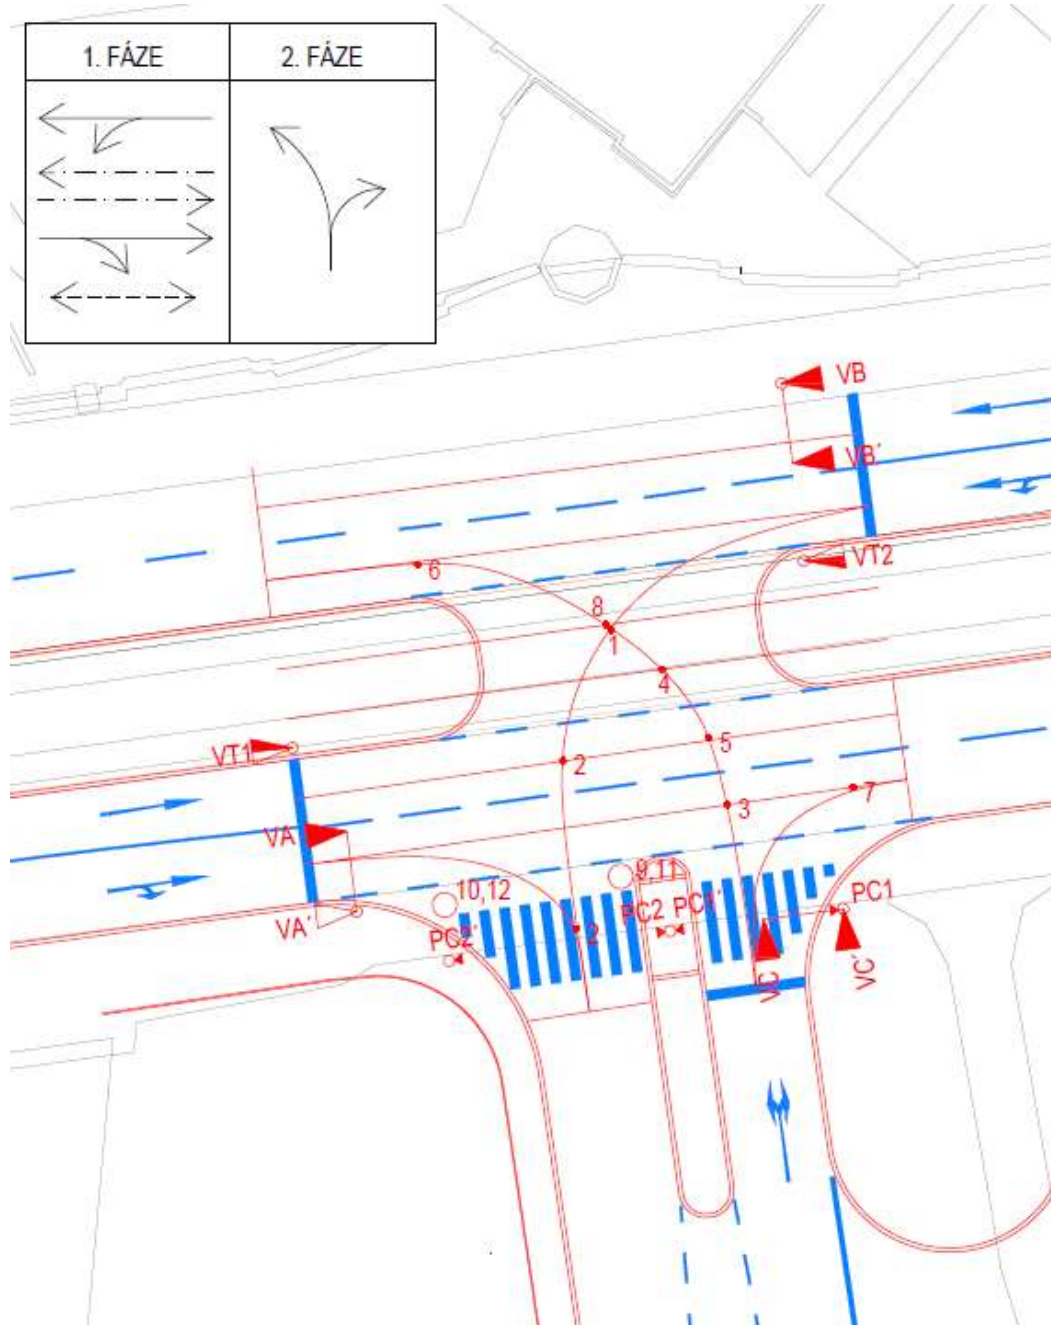 1. FÁZE
2. FÁZE
VB
VB´
VT2
6
8
1
4
5
VT1
2
3
7
VA
9,11
10,12
PC1
VA´
PC2´
2
PC2
PC1´
VC
VC´